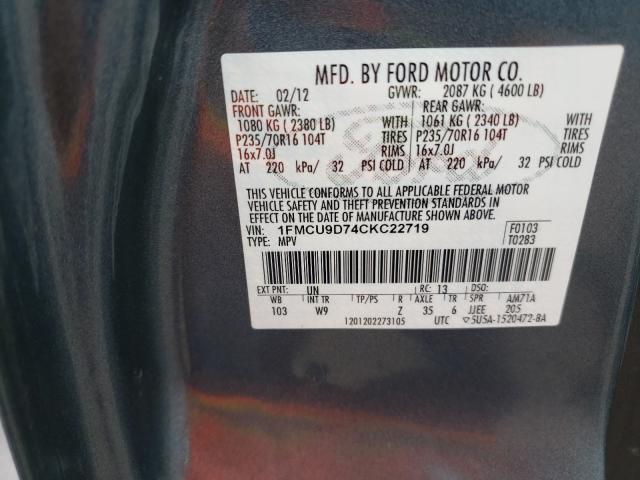 MFD. BY FORD MOTOR CO.
DATE: 02/12 GVWR: 2087 KG ( 4600 LB)
FRONT GAWR: REAR GAWR:
1080 KG ( 2380 LB) WITH 1061 KG ( 2340 LB) WITH
P235/70R16 104T TIRES P235/70R16 104T TIRES
16x7.0J RIMS 16x7.0J RIMS
AT 220 kPa/ 32 PSI COLD AT 220 kPa/ 32 PSI COLD
THIS VEHICLE CONFORMS TO ALL APPLICABLE FEDERAL MOTOR
VEHICLE SAFETY AND THEFT PREVENTION STANDARDS IN
EFFECT ON THE DATE OF MANUFACTURE SHOWN ABOVE.
VIN: 1FMCU9D74CKC22719 F0103
TYPE: MPV T0283
EXT PNT: UN RC: 13 DSO:
WB INT TR TP/PS R AXLE TR SPR AM71A
103 W9 Z 35 6 JJEE 205
1201202273105 UTC 5U5A-1520472-BA